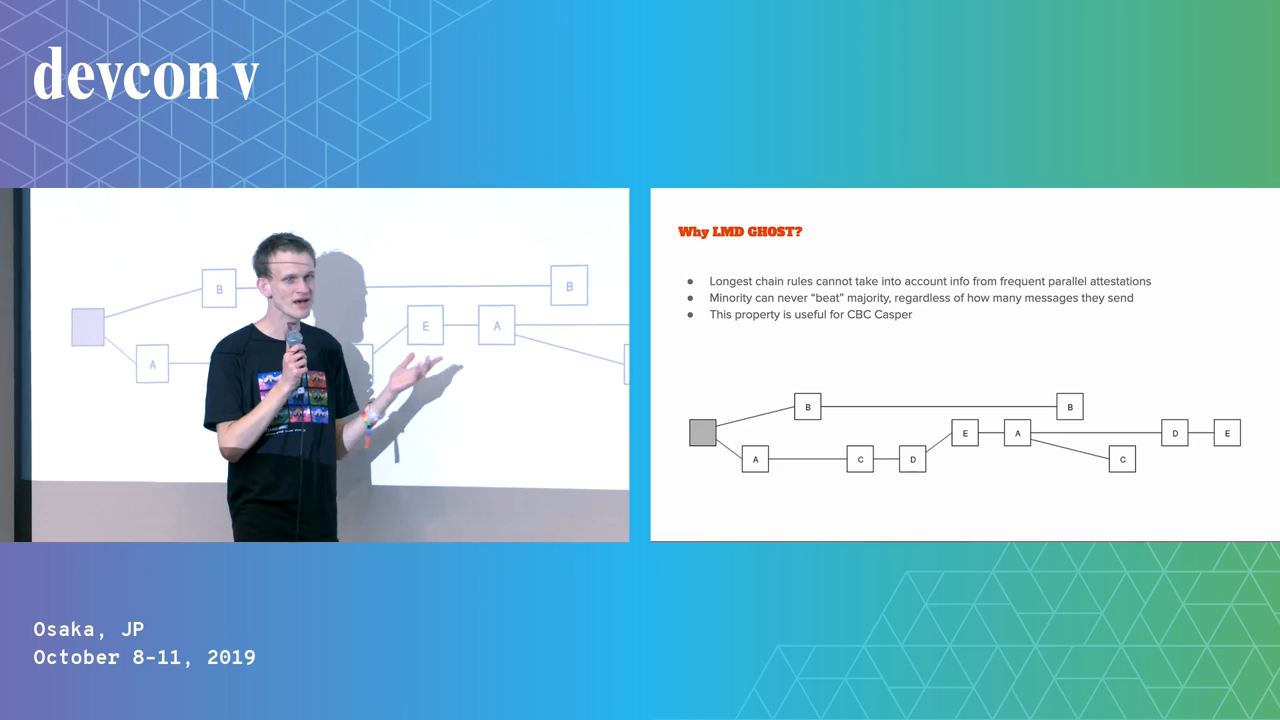 devcon v
B
B
E
A
A
Why LMD GHOST?
● Longest chain rules cannot take into account info from frequent parallel attestations
● Minority can never “beat” majority, regardless of how many messages they send
● This property is useful for CBC Casper
B
B
E
A
D
E
A
C
D
C
Osaka, JP
October 8-11, 2019